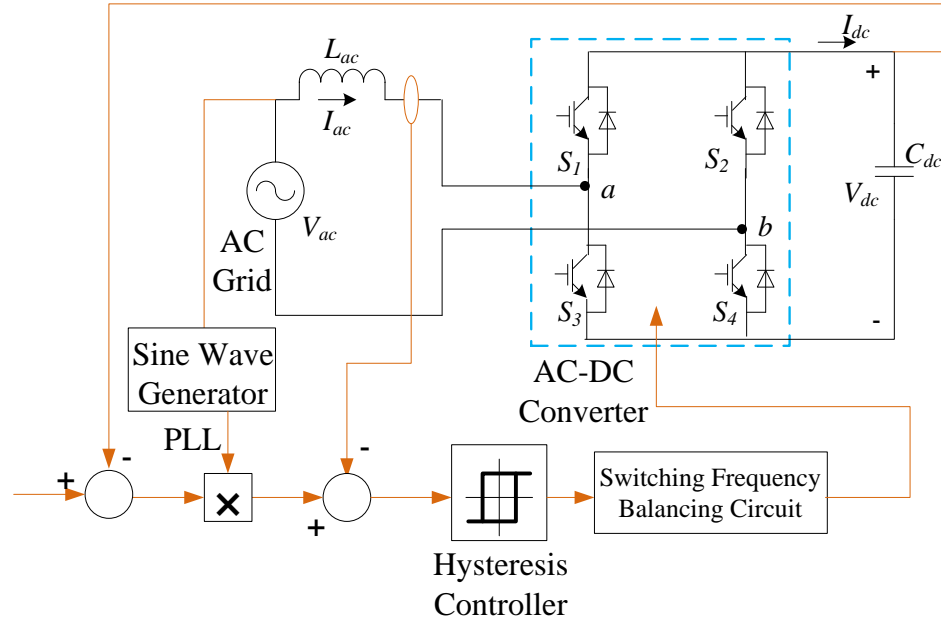 I_dc
L_ac
+
I_ac
S_1
S_2
C_dc
a
V_dc
V_ac
b
AC
Grid
S_3
S_4
-
Sine Wave
Generator
AC-DC
Converter
PLL
-
-
+
×
+
Switching Frequency
Balancing Circuit
Hysteresis
Controller